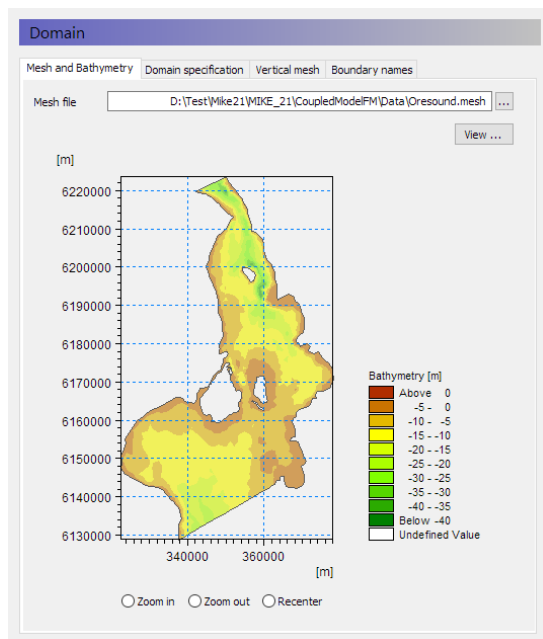 Domain
Mesh and Bathymetry Domain specification Vertical mesh Boundary names
Mesh file D:\Test\Mike21\MIKE_21\CoupledModelFM\Data\Oresound.mesh ...
View ...
[m]
6220000
6210000
6200000
6190000
6180000
6170000
6160000
6150000
6140000
6130000
340000 360000
[m]
Bathymetry [m]
Above 0
-5 - 0
-10 - -5
-15 - -10
-20 - -15
-25 - -20
-30 - -25
-35 - -30
-40 - -35
Below -40
Undefined Value
Zoom in Zoom out Recenter